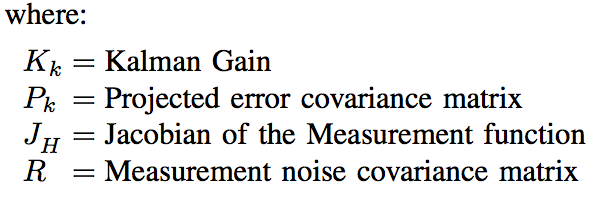 where:
K_k = Kalman Gain
P_k = Projected error covariance matrix
J_H = Jacobian of the Measurement function
R = Measurement noise covariance matrix